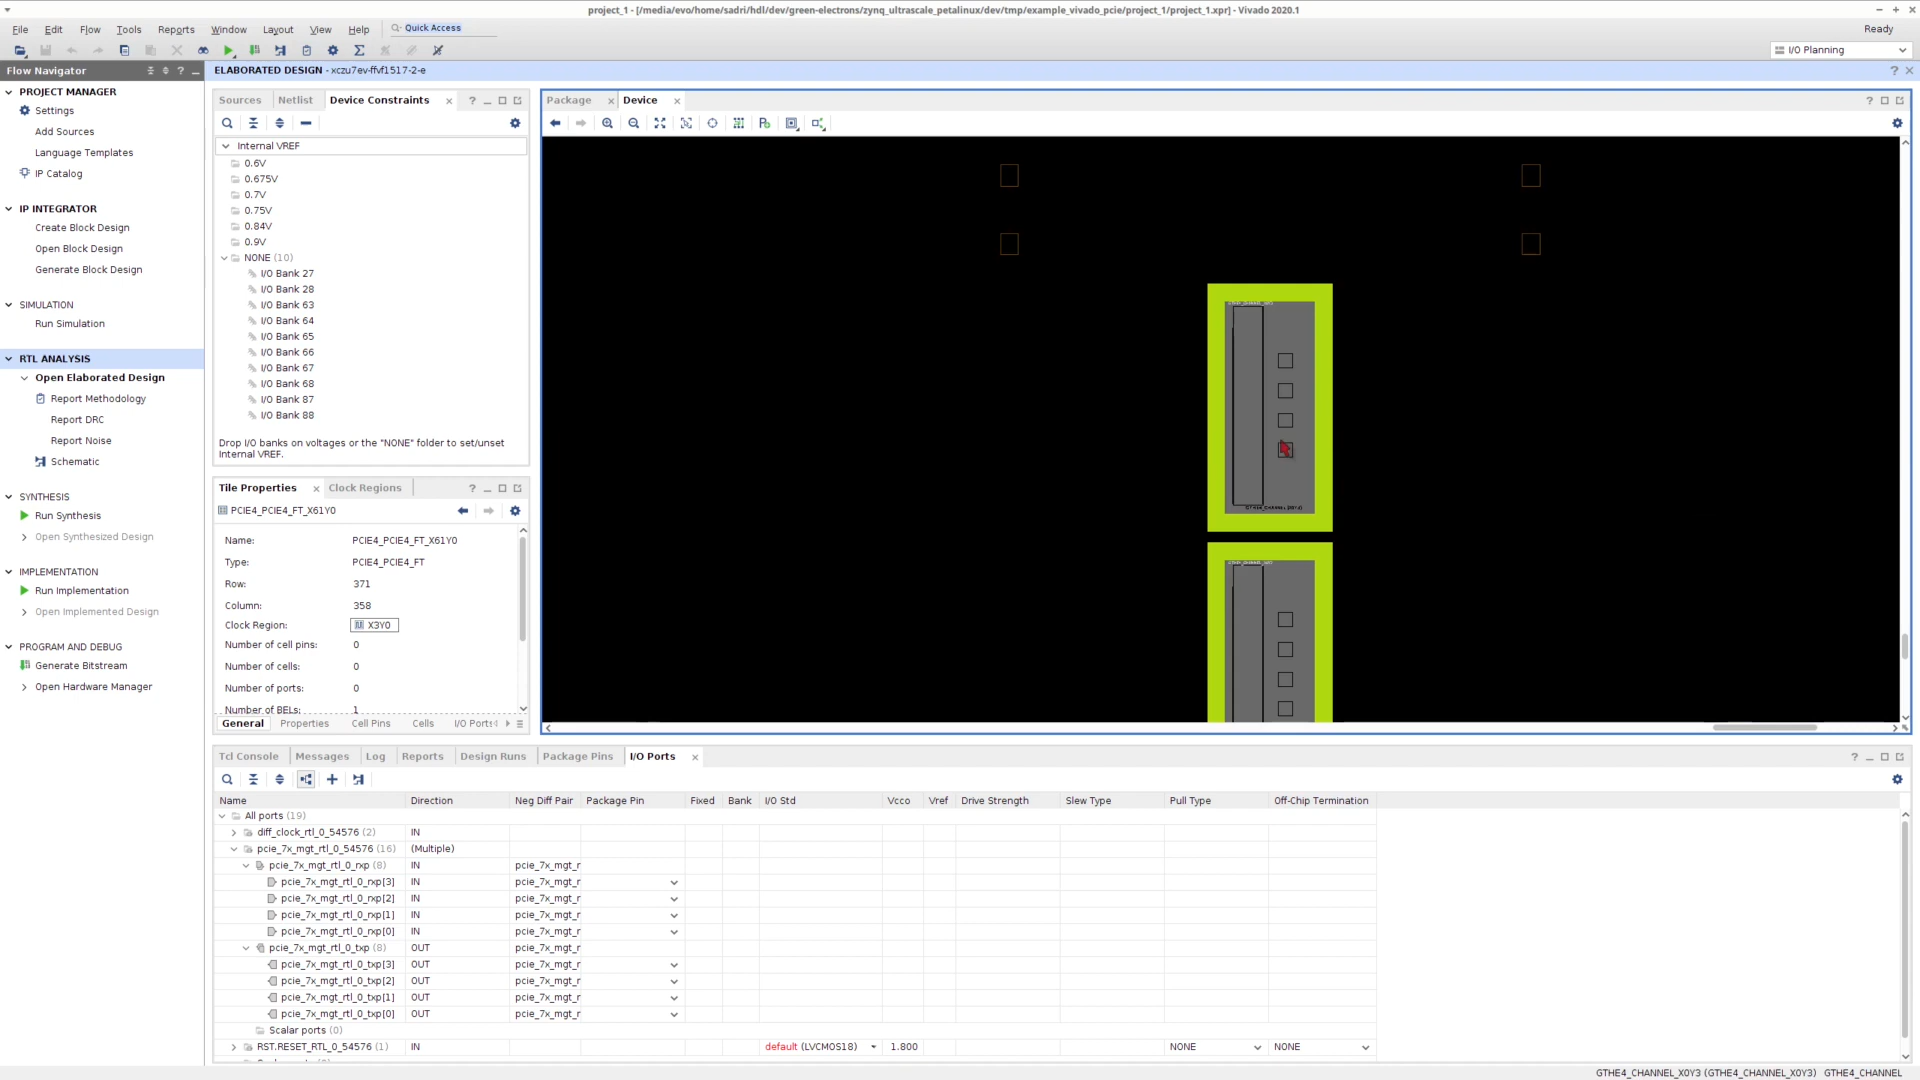 project_1 - [/media/evo/home/sadri/hdl/dev/green-electrons/zynq_ultrascale_petalinux/dev/tmp/example_vivado_pcie/project_1/project_1.xpr] - Vivado 2020.1
File Edit Flow Tools Reports Window Layout View Help Quick Access Ready
I/O Planning
Flow Navigator
ELABORATED DESIGN - xczu7ev-ffvf1517-2-e
PROJECT MANAGER
Settings
Add Sources
Language Templates
IP Catalog
IP INTEGRATOR
Create Block Design
Open Block Design
Generate Block Design
SIMULATION
Run Simulation
RTL ANALYSIS
Open Elaborated Design
Report Methodology
Report DRC
Report Noise
Schematic
SYNTHESIS
Run Synthesis
Open Synthesized Design
IMPLEMENTATION
Run Implementation
Open Implemented Design
PROGRAM AND DEBUG
Generate Bitstream
Open Hardware Manager
Sources Netlist Device Constraints
Internal VREF
0.6V
0.675V
0.7V
0.75V
0.84V
0.9V
NONE (10)
I/O Bank 27
I/O Bank 28
I/O Bank 63
I/O Bank 64
I/O Bank 65
I/O Bank 66
I/O Bank 67
I/O Bank 68
I/O Bank 87
I/O Bank 88
Drop I/O banks on voltages or the "NONE" folder to set/unset
Internal VREF.
Tile Properties Clock Regions
PCIE4_PCIE4_FT_X61Y0
Name: PCIE4_PCIE4_FT_X61Y0
Type: PCIE4_PCIE4_FT
Row: 371
Column: 358
Clock Region: X3Y0
Number of cell pins: 0
Number of cells: 0
Number of ports: 0
Number of BELs: 1
General Properties Cell Pins Cells I/O Ports
Package Device
Tcl Console Messages Log Reports Design Runs Package Pins I/O Ports
Name Direction Neg Diff Pair Package Pin Fixed Bank I/O Std Vcco Vref Drive Strength Slew Type Pull Type Off-Chip Termination
All ports (19)
diff_clock_rtl_0_54576 (2) IN
pcie_7x_mgt_rtl_0_54576 (16) (Multiple)
pcie_7x_mgt_rtl_0_rxp (8) IN pcie_7x_mgt_r
pcie_7x_mgt_rtl_0_rxp[3] IN pcie_7x_mgt_r
pcie_7x_mgt_rtl_0_rxp[2] IN pcie_7x_mgt_r
pcie_7x_mgt_rtl_0_rxp[1] IN pcie_7x_mgt_r
pcie_7x_mgt_rtl_0_rxp[0] IN pcie_7x_mgt_r
pcie_7x_mgt_rtl_0_txp (8) OUT pcie_7x_mgt_r
pcie_7x_mgt_rtl_0_txp[3] OUT pcie_7x_mgt_r
pcie_7x_mgt_rtl_0_txp[2] OUT pcie_7x_mgt_r
pcie_7x_mgt_rtl_0_txp[1] OUT pcie_7x_mgt_r
pcie_7x_mgt_rtl_0_txp[0] OUT pcie_7x_mgt_r
Scalar ports (0)
RST.RESET_RTL_0_54576 (1) IN default (LVCMOS18) 1.800 NONE NONE
GTHE4_CHANNEL_X0Y3 (GTHE4_CHANNEL_X0Y3) GTHE4_CHANNEL